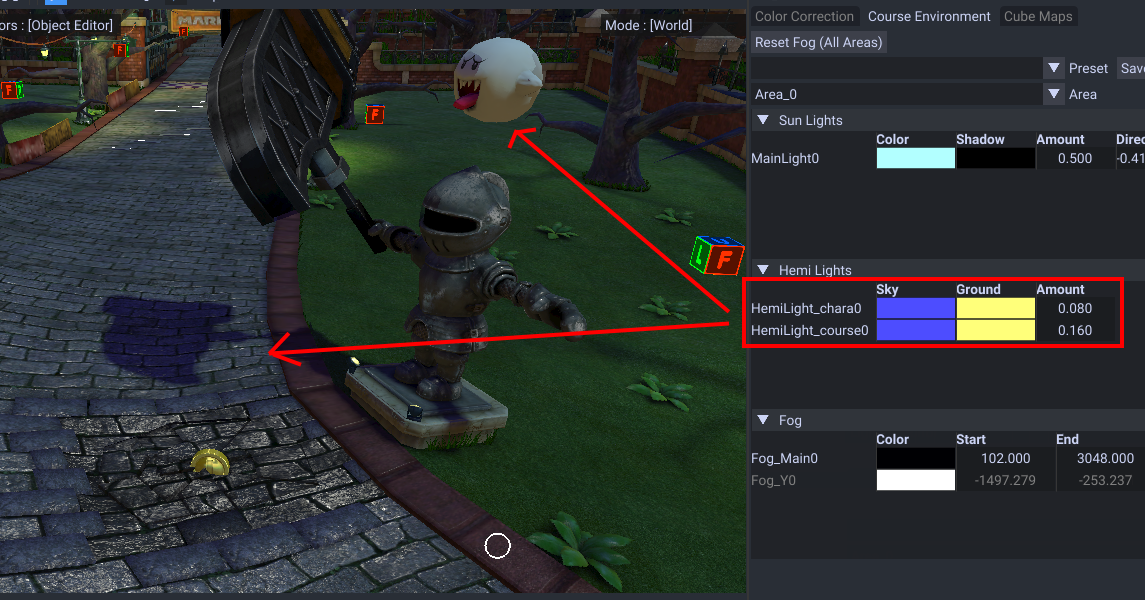 ors : [Object Editor]
Mode : [World]
MAR
F
F
F
F
L
F
Color Correction Course Environment Cube Maps
Reset Fog (All Areas)
Preset Save
Area_0 Area
Sun Lights
Color Shadow Amount Direc
MainLight0 0.500 -0.41
Hemi Lights
Sky Ground Amount
HemiLight_chara0 0.080
HemiLight_course0 0.160
Fog
Color Start End
Fog_Main0 102.000 3048.000
Fog_Y0 -1497.279 -253.237